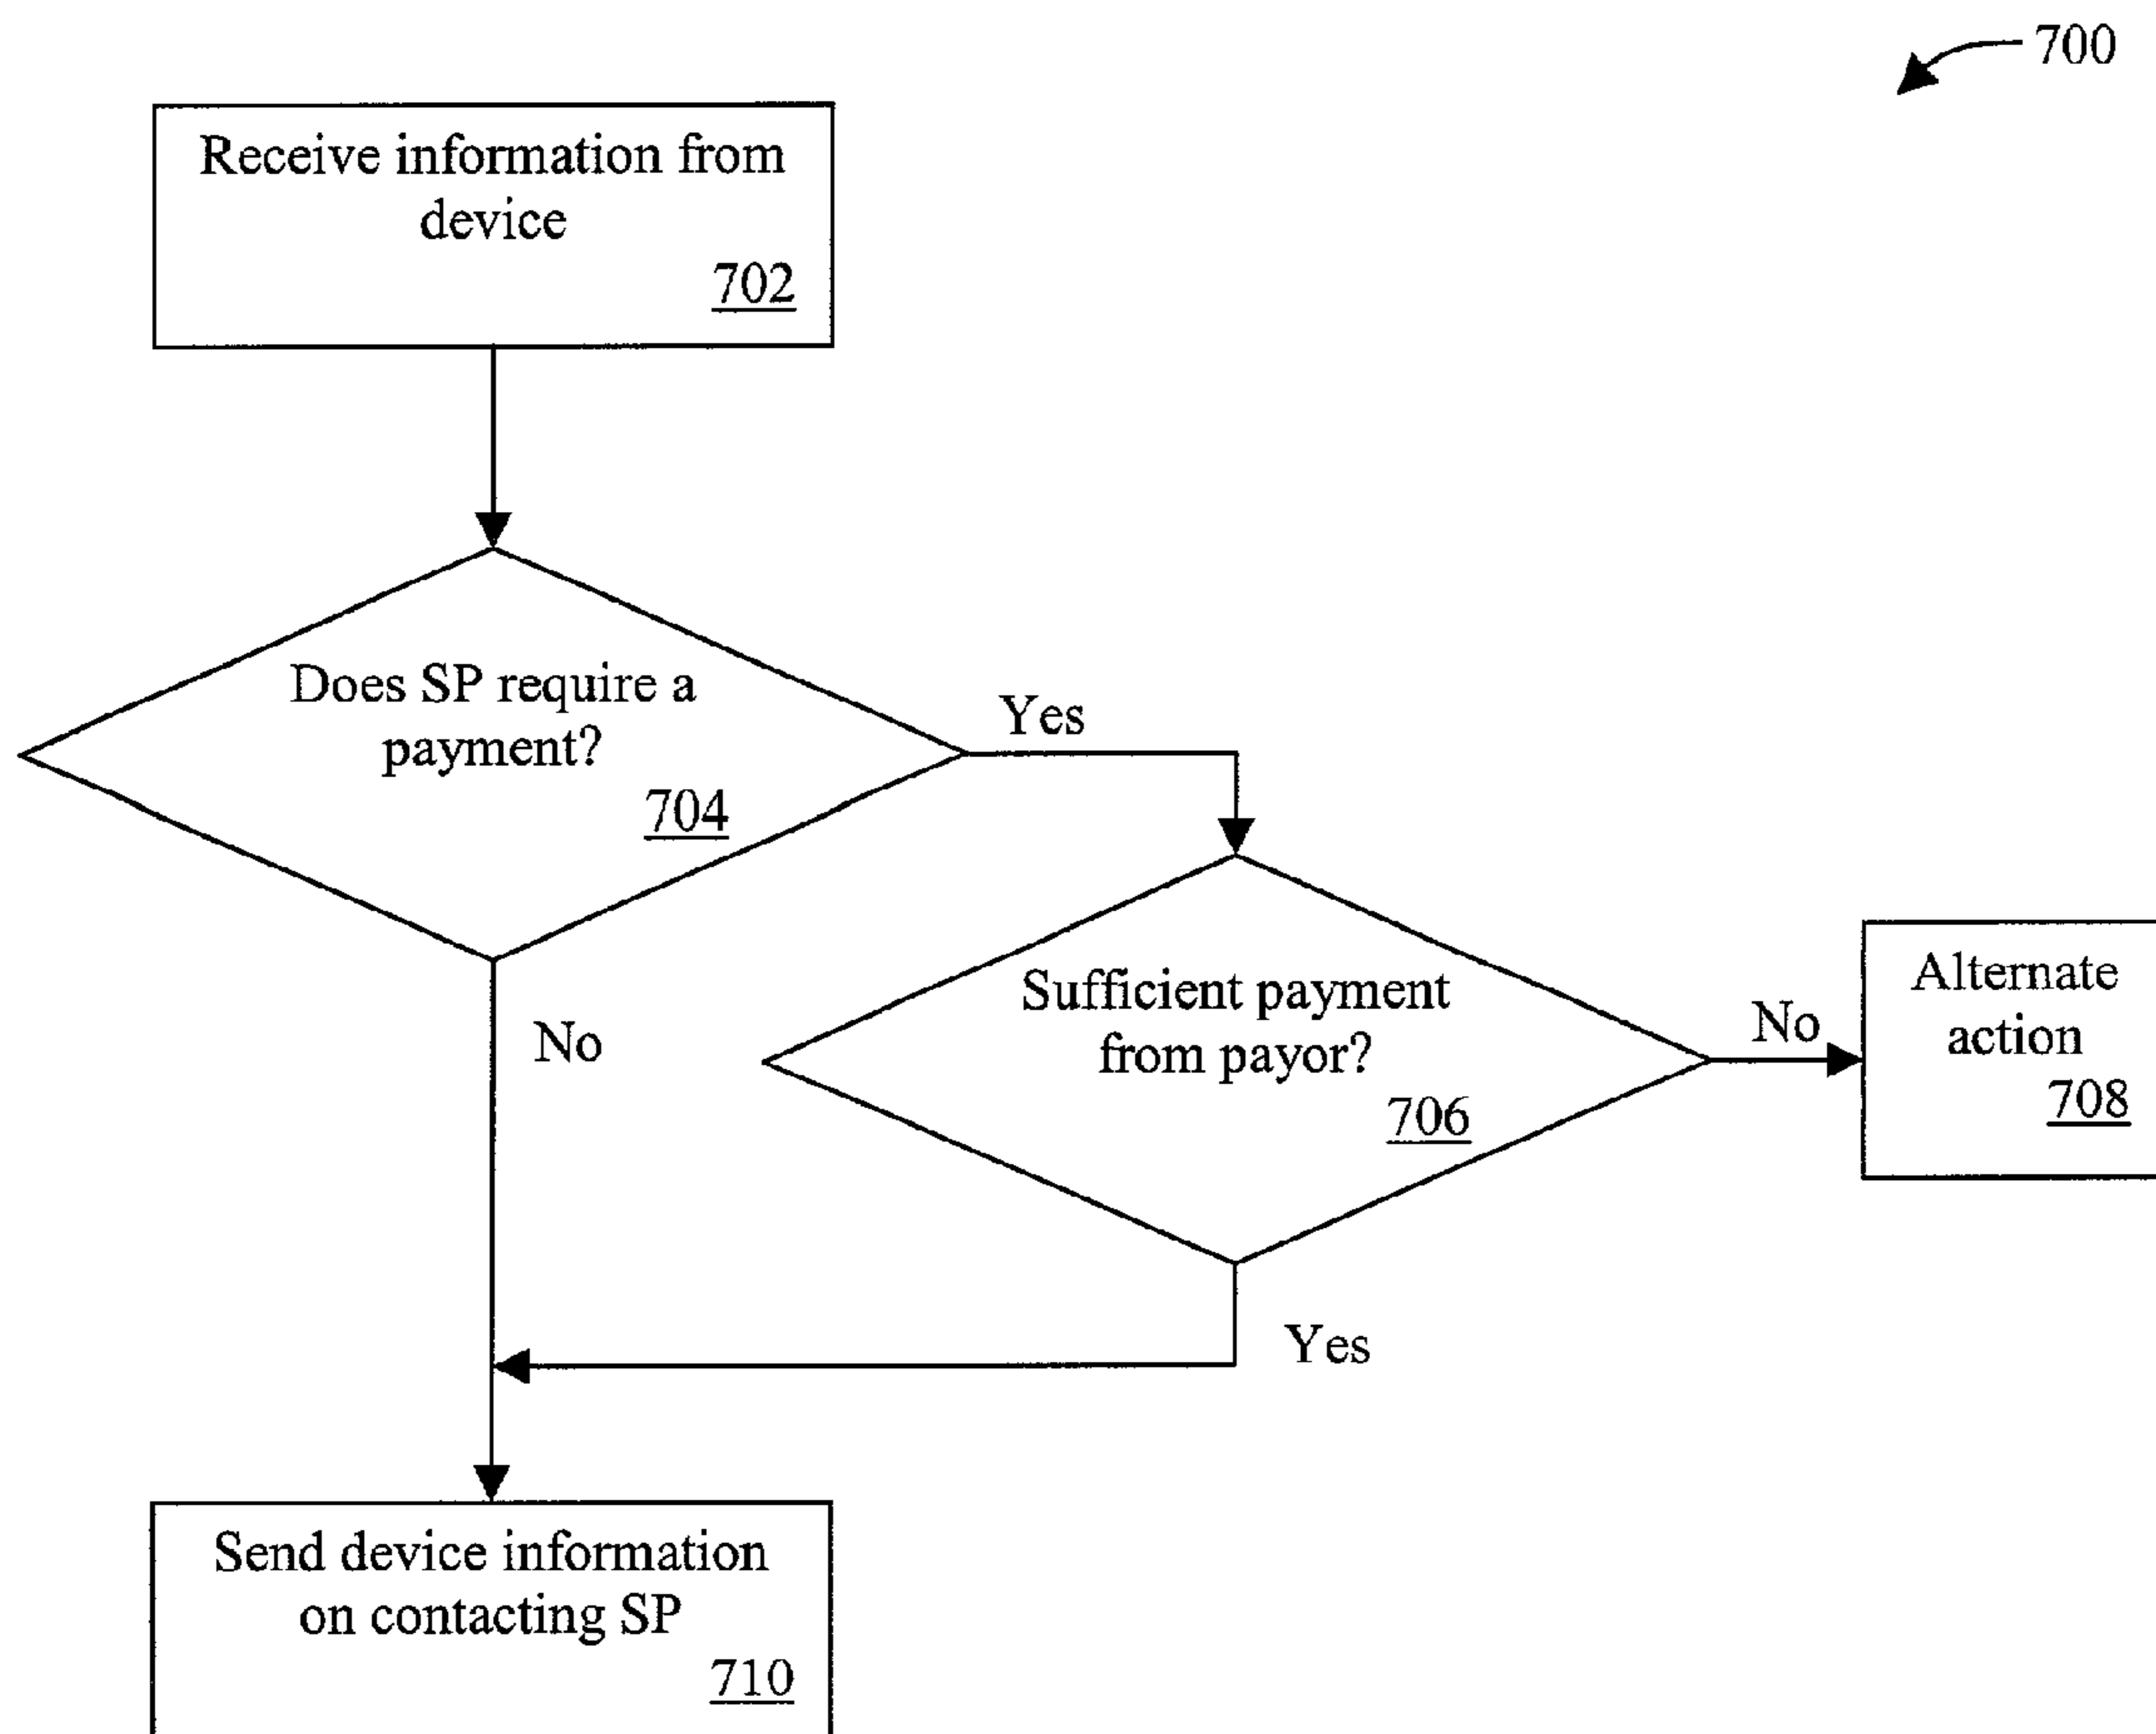 700
Receive information from
device
702
Does SP require a
payment?
704
Yes
No
Sufficient payment
from payor?
706
No
Alternate
action
708
Yes
Send device information
on contacting SP
710